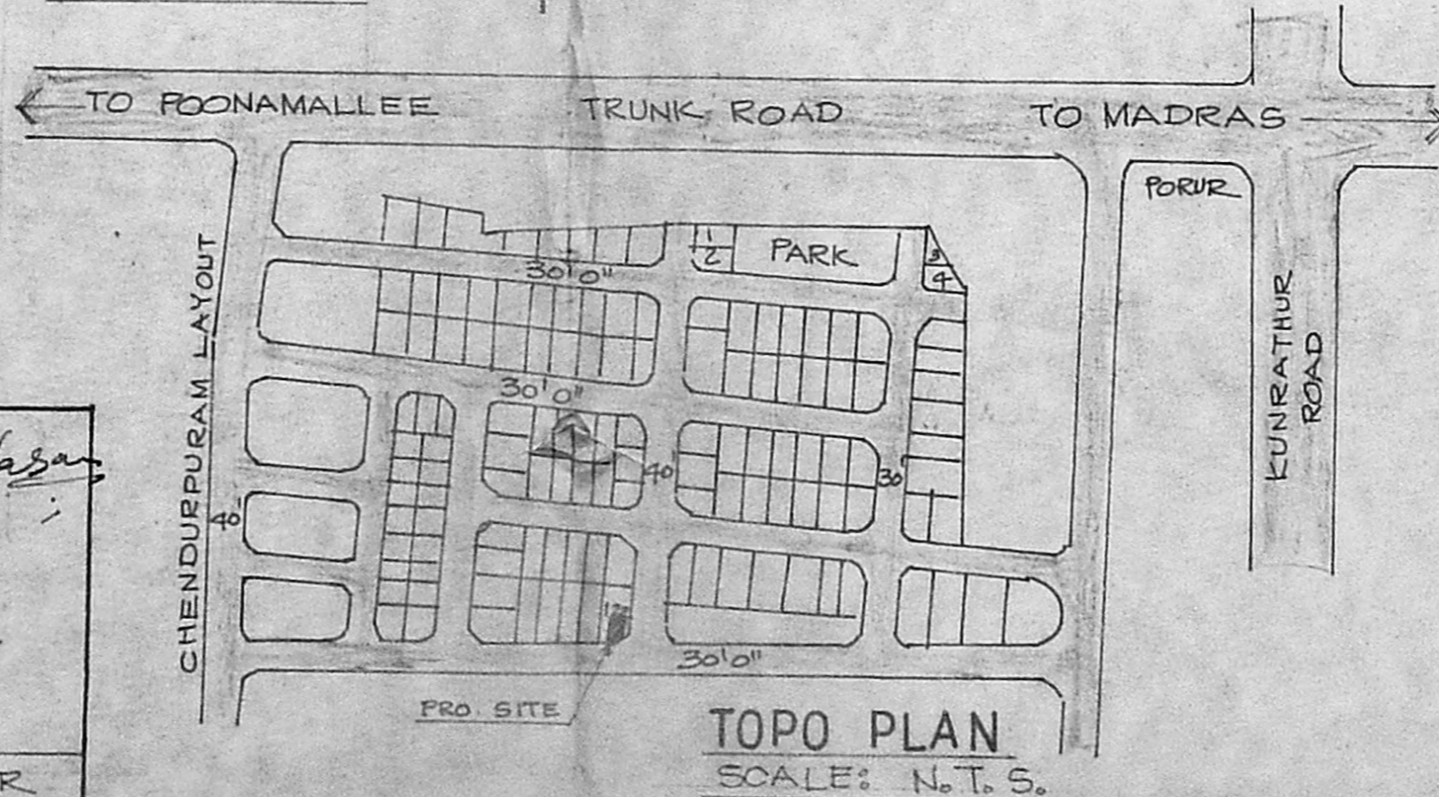 TO POONAMALLEE
TRUNK ROAD
TO MADRAS
PORUR
1
2
PARK
3
4
30'0"
CHENDURPURAM LAYOUT
KUNRATHUR
ROAD
30'0"
40'
30'
40'
30'0"
PRO. SITE
TOPO PLAN
SCALE: N.T.S.
R